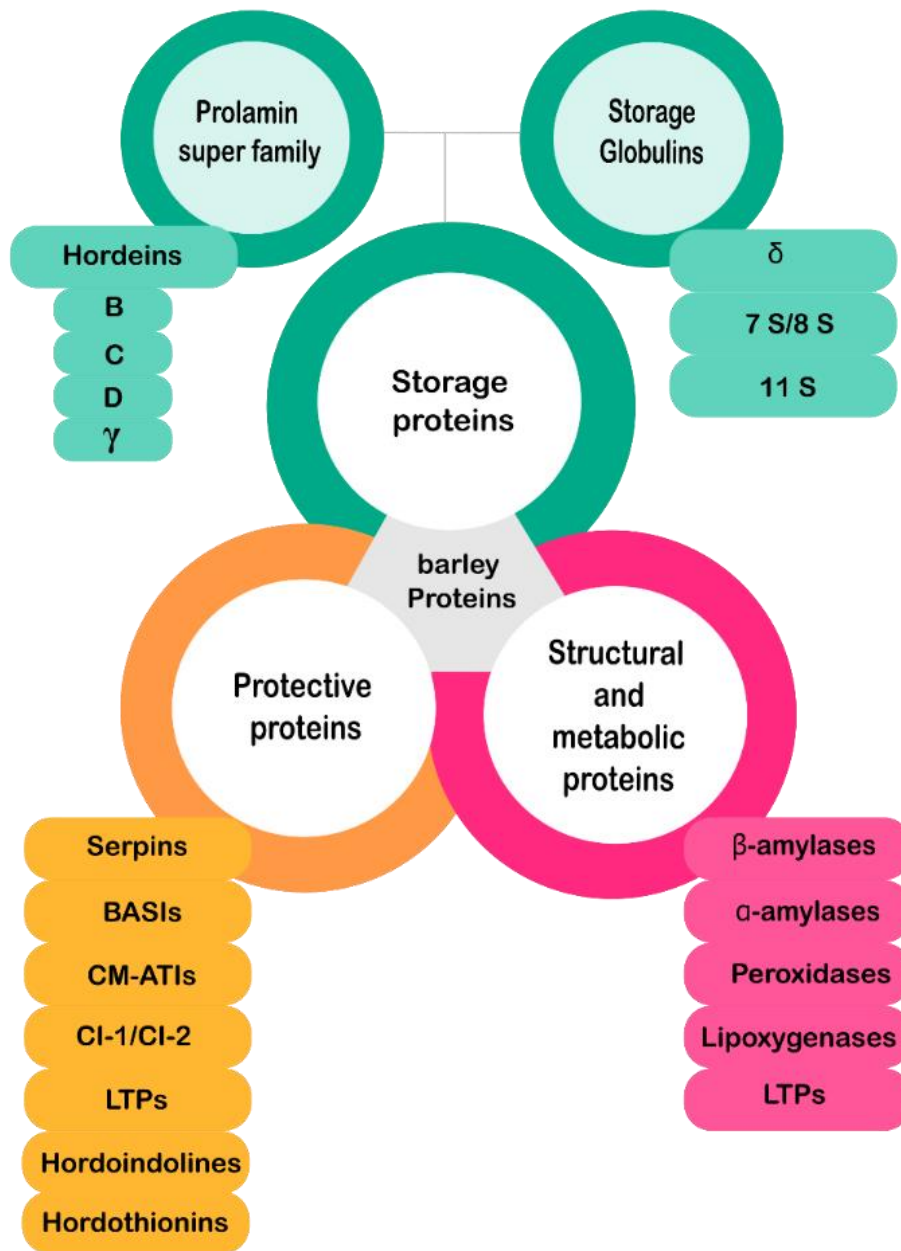 Prolamin
super family
Storage
Globulins
Hordeins
B
C
D
γ
δ
7 S/8 S
11 S
Storage
proteins
barley
Proteins
Protective
proteins
Structural
and
metabolic
proteins
Serpins
BASIs
CM-ATIs
CI-1/CI-2
LTPs
Hordoindolines
Hordothionins
β-amylases
α-amylases
Peroxidases
Lipoxygenases
LTPs